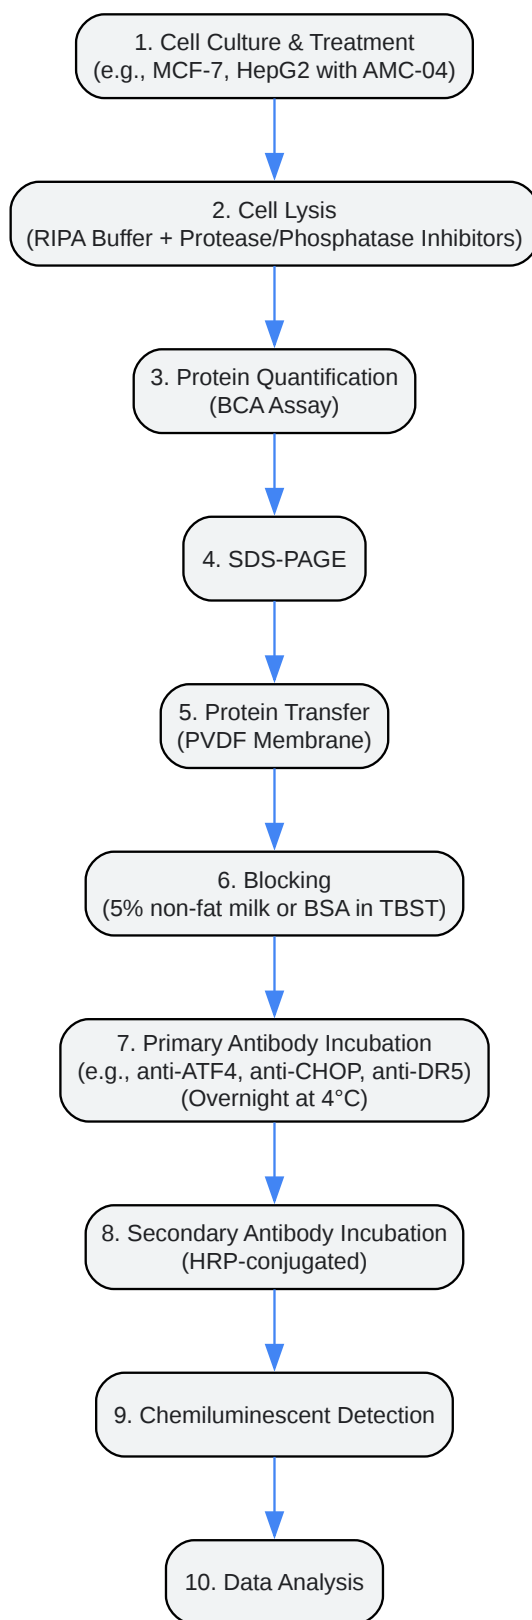 1. Cell Culture & Treatment
(e.g., MCF-7, HepG2 with AMC-04)
2. Cell Lysis
(RIPA Buffer + Protease/Phosphatase Inhibitors)
3. Protein Quantification
(BCA Assay)
4. SDS-PAGE
5. Protein Transfer
(PVDF Membrane)
6. Blocking
(5% non-fat milk or BSA in TBST)
7. Primary Antibody Incubation
(e.g., anti-ATF4, anti-CHOP, anti-DR5)
(Overnight at 4°C)
8. Secondary Antibody Incubation
(HRP-conjugated)
9. Chemiluminescent Detection
10. Data Analysis